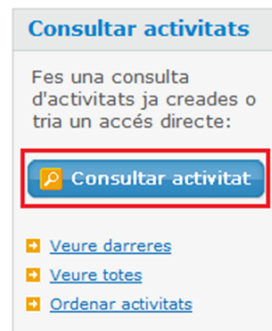 Consultar activitats
Fes una consulta
d'activitats ja creades o
tria un accés directe:
Consultar activitat
Veure darreres
Veure totes
Ordenar activitats